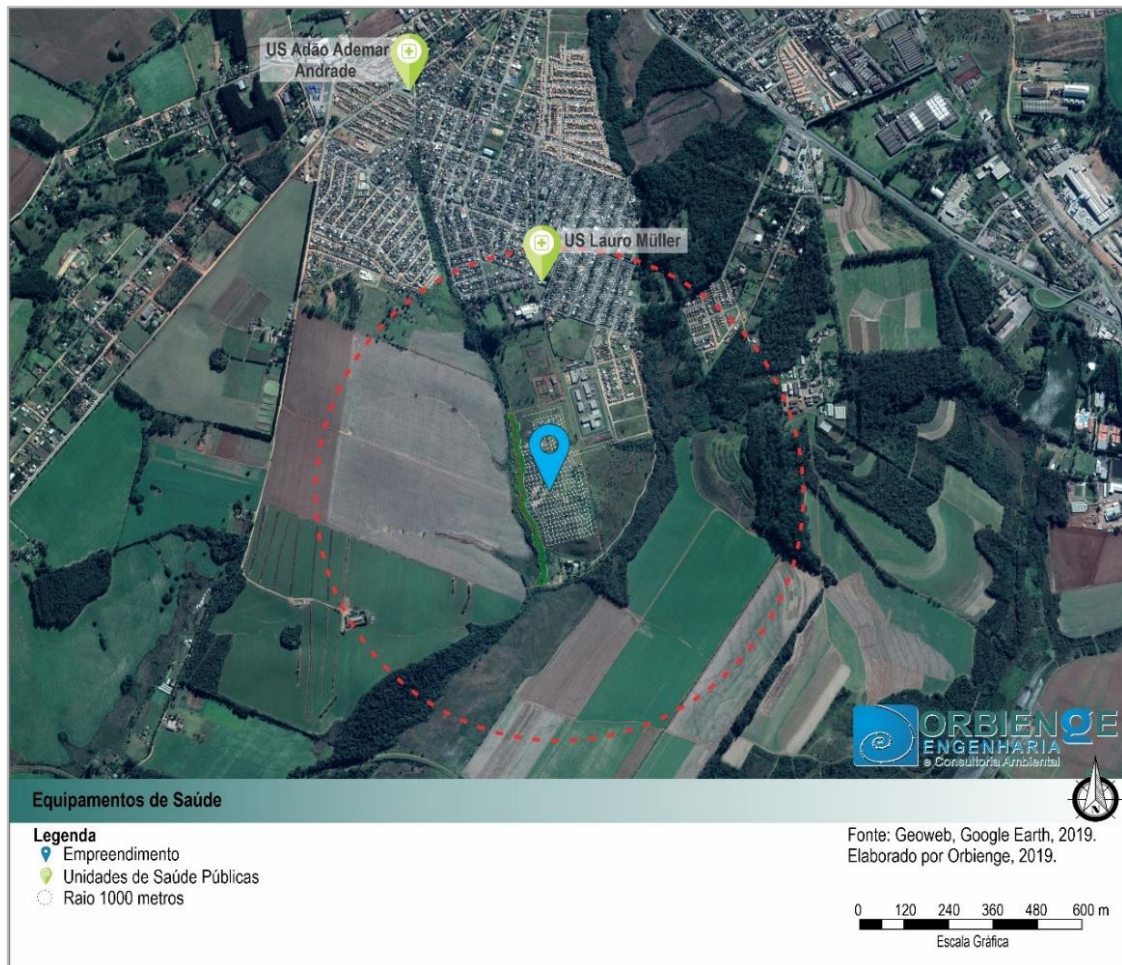 US Adão Ademar
Andrade
US Lauro Müller
ORBIENGE
ENGENHARIA
e Consultoria Ambiental
Equipamentos de Saúde
N
Legenda
Empreendimento
Unidades de Saúde Públicas
Raio 1000 metros
Fonte: Geoweb, Google Earth, 2019.
Elaborado por Orbienge, 2019.
0 120 240 360 480 600 m
Escala Gráfica